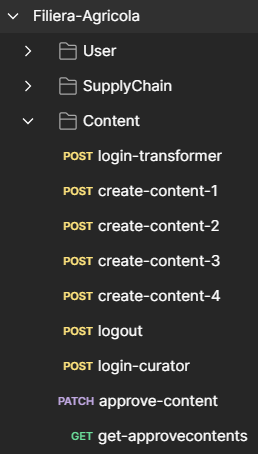 Filiera-Agricola
User
SupplyChain
Content
POST login-transformer
POST create-content-1
POST create-content-2
POST create-content-3
POST create-content-4
POST logout
POST login-curator
PATCH approve-content
GET get-approvecontents